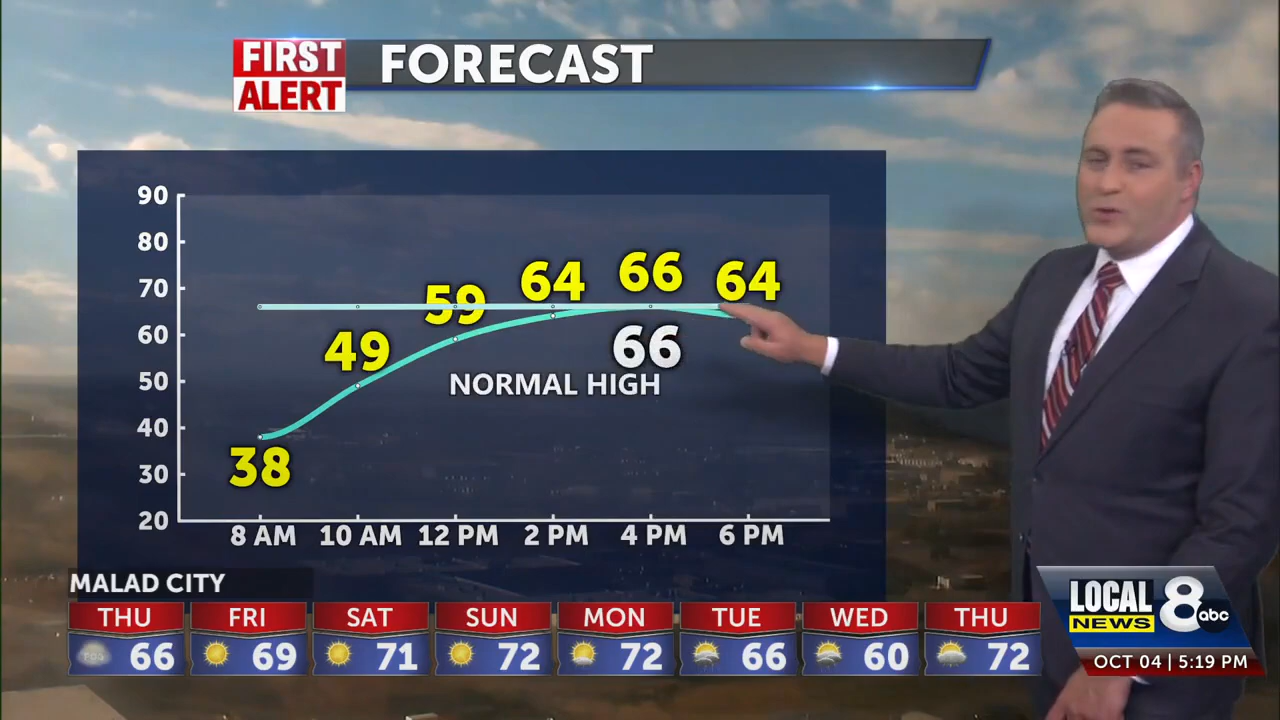 FIRST ALERT
FORECAST
90
80
70
60
50
40
30
20
38
49
59
64
66
64
66
NORMAL HIGH
8 AM 10 AM 12 PM 2 PM 4 PM 6 PM
MALAD CITY
THU FRI SAT SUN MON TUE WED THU
66 69 71 72 72 66 60 72
LOCAL NEWS 8 abc
OCT 04 | 5:19 PM